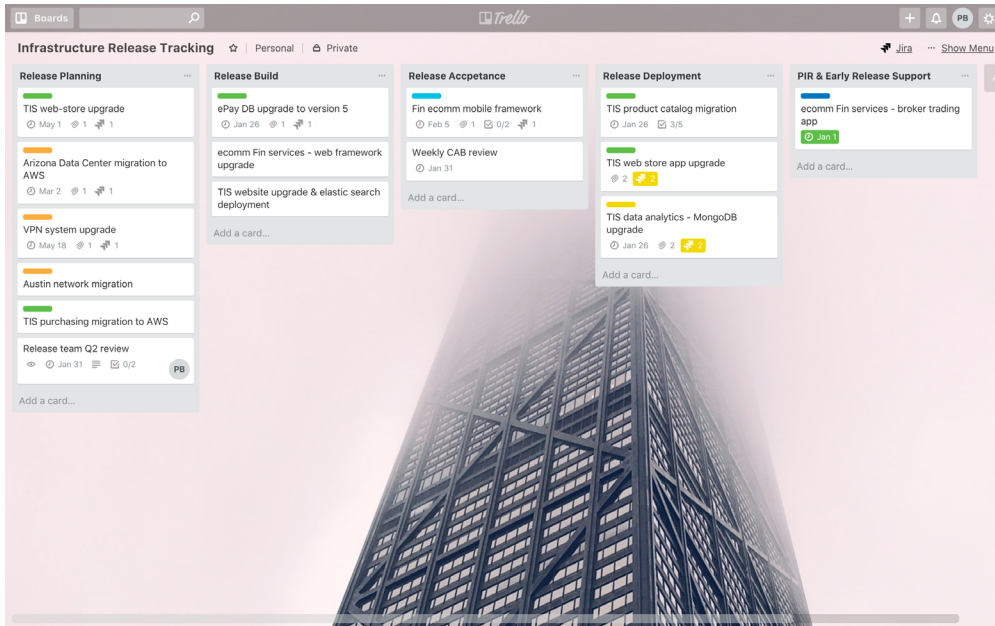 Boards
Trello
PB
Infrastructure Release Tracking
Personal
Private
Jira
... Show Menu
Release Planning
TIS web-store upgrade
May 1 1 1
Arizona Data Center migration to
AWS
Mar 2 1 1
VPN system upgrade
May 18 1 1
Austin network migration
TIS purchasing migration to AWS
Release team Q2 review
Jan 31 0/2
PB
Add a card...
Release Build
ePay DB upgrade to version 5
Jan 26 1 1
ecomm Fin services - web framework
upgrade
TIS website upgrade & elastic search
deployment
Add a card...
Release Accpetance
Fin ecomm mobile framework
Feb 5 1 0/2 1
Weekly CAB review
Jan 31
Add a card...
Release Deployment
TIS product catalog migration
Jan 26 3/5
TIS web store app upgrade
2 2
TIS data analytics - MongoDB
upgrade
Jan 26 2 2
Add a card...
PIR & Early Release Support
ecomm Fin services - broker trading
app
Jan 1
Add a card...